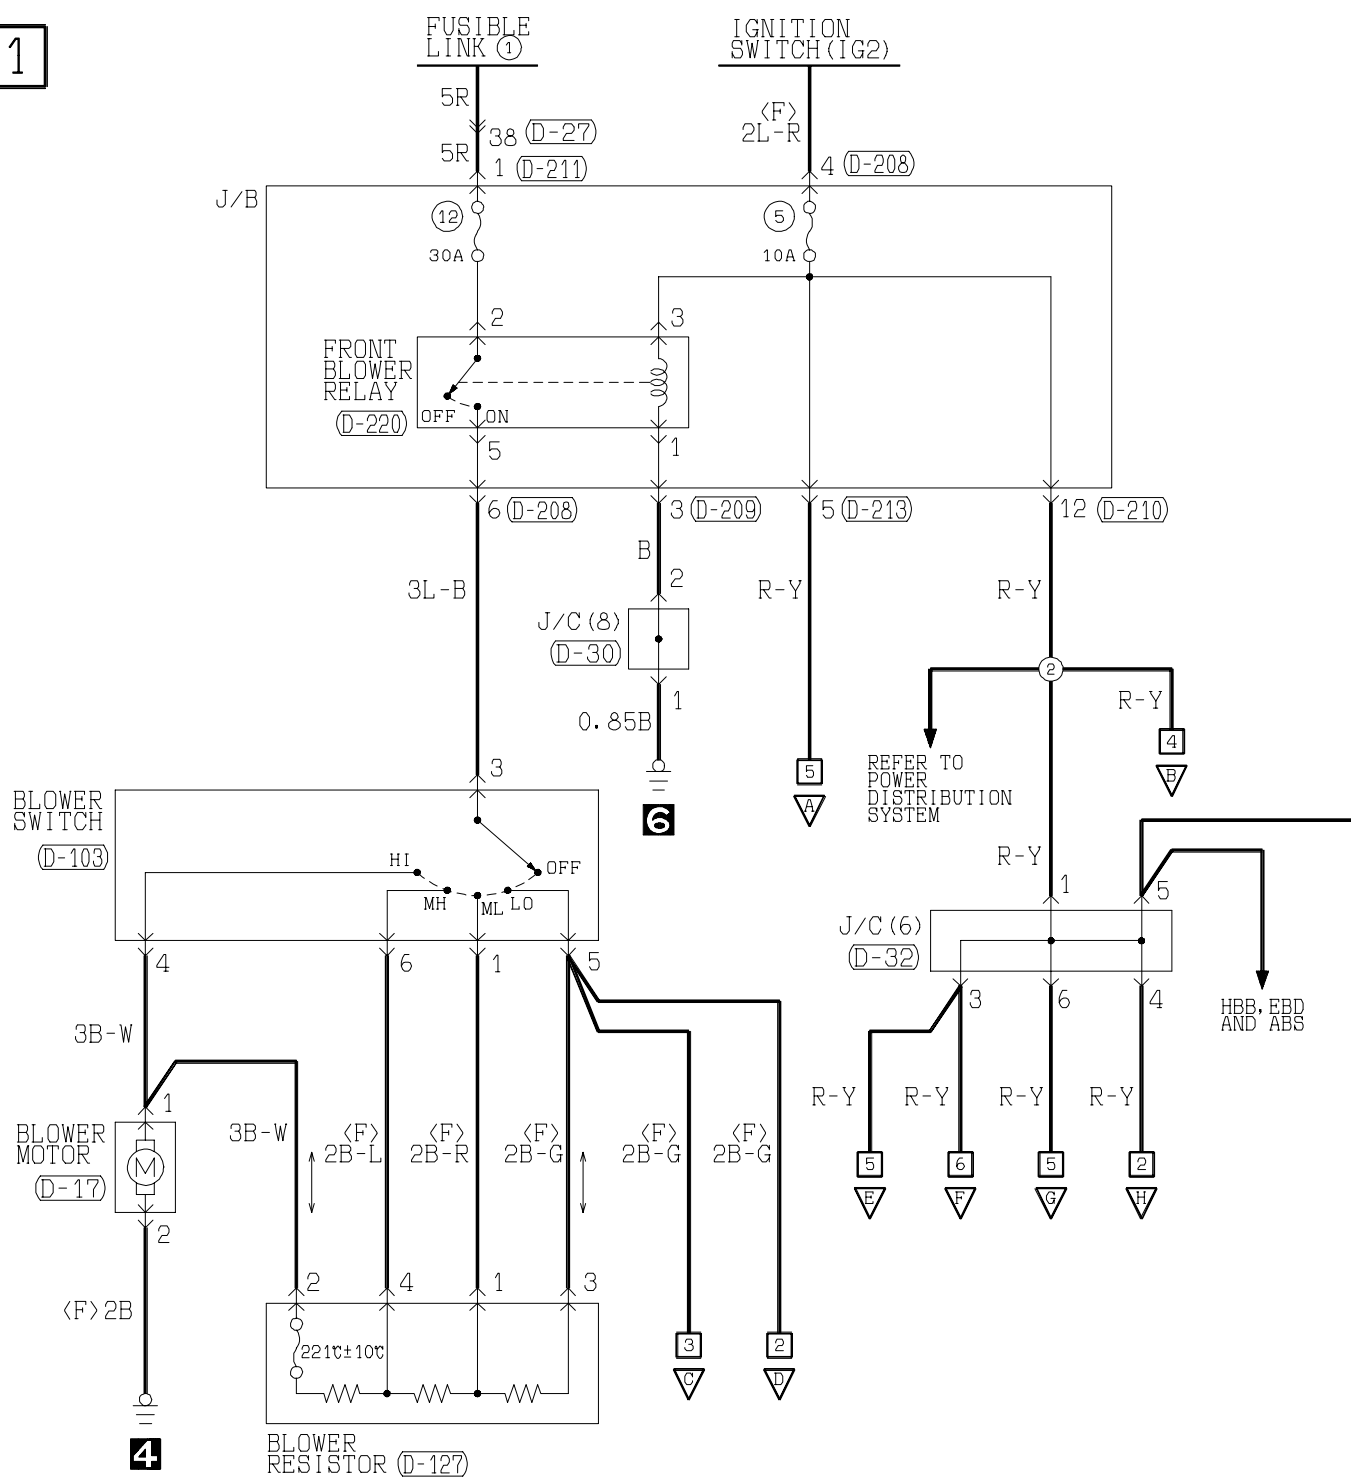 1
FUSIBLE
LINK ①
IGNITION
SWITCH(IG2)
5R
38 D-27
5R
1 D-211
<F>
2L-R
4 D-208
J/B
12
30A
5
10A
2
3
FRONT
BLOWER
RELAY
D-220
OFF
ON
5
1
6 D-208
3 D-209
5 D-213
12 D-210
3L-B
B
2
R-Y
R-Y
J/C(8)
D-30
1
0.85B
6
2
R-Y
4
B
5
A
REFER TO
POWER
DISTRIBUTION
SYSTEM
3
BLOWER
SWITCH
D-103
HI
OFF
MH
ML
LO
4
6
1
5
R-Y
1
5
J/C(6)
D-32
3
6
4
HBB,EBD
AND ABS
3B-W
1
BLOWER
MOTOR
D-17
2
3B-W
<F>
2B-L
<F>
2B-R
<F>
2B-G
<F>
2B-G
<F>
2B-G
R-Y
R-Y
R-Y
R-Y
5
E
6
F
5
G
2
H
<F>2B
4
2
4
1
3
221℃±10℃
3
C
2
D
BLOWER
RESISTOR D-127